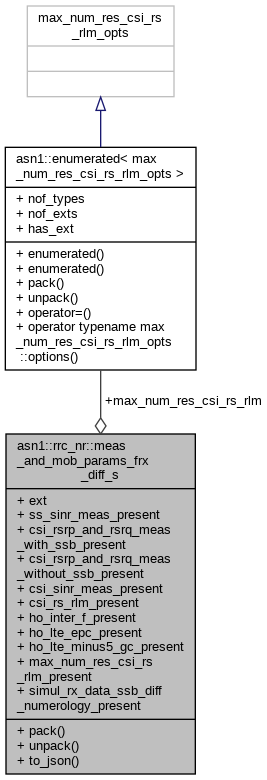 max_num_res_csi_rs
_rlm_opts
asn1::enumerated< max
_num_res_csi_rs_rlm_opts >
+ nof_types
+ nof_exts
+ has_ext
+ enumerated()
+ enumerated()
+ pack()
+ unpack()
+ operator=()
+ operator typename max
_num_res_csi_rs_rlm_opts
::options()
+max_num_res_csi_rs_rlm
asn1::rrc_nr::meas
_and_mob_params_frx
_diff_s
+ ext
+ ss_sinr_meas_present
+ csi_rsrp_and_rsrq_meas
_with_ssb_present
+ csi_rsrp_and_rsrq_meas
_without_ssb_present
+ csi_sinr_meas_present
+ csi_rs_rlm_present
+ ho_inter_f_present
+ ho_lte_epc_present
+ ho_lte_minus5_gc_present
+ max_num_res_csi_rs
_rlm_present
+ simul_rx_data_ssb_diff
_numerology_present
+ pack()
+ unpack()
+ to_json()